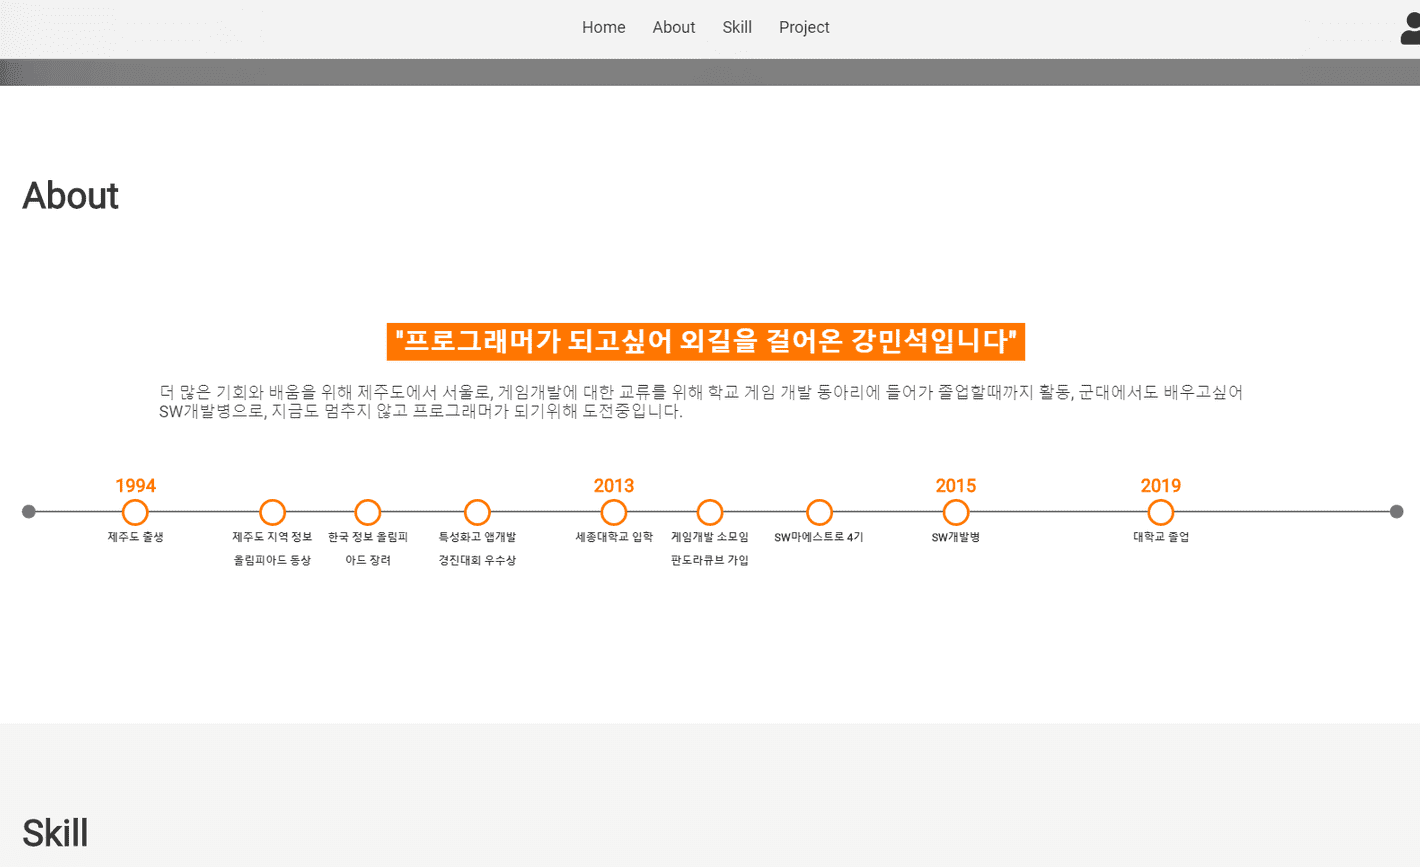 Home About Skill Project
About
"프로그래머가 되고싶어 외길을 걸어온 강민석입니다"
더 많은 기회와 배움을 위해 제주도에서 서울로, 게임개발에 대한 교류를 위해 학교 게임 개발 동아리에 들어가 졸업할때까지 활동, 군대에서도 배우고싶어
SW개발병으로, 지금도 멈추지 않고 프로그래머가 되기위해 도전중입니다.
1994
제주도 출생
제주도 지역 정보
올림피아드 동상
한국 정보 올림피
아드 장려
특성화고 앱개발
경진대회 우수상
2013
세종대학교 입학
게임개발 소모임
판도라큐브 가입
SW마에스트로 4기
2015
SW개발병
2019
대학교 졸업
Skill